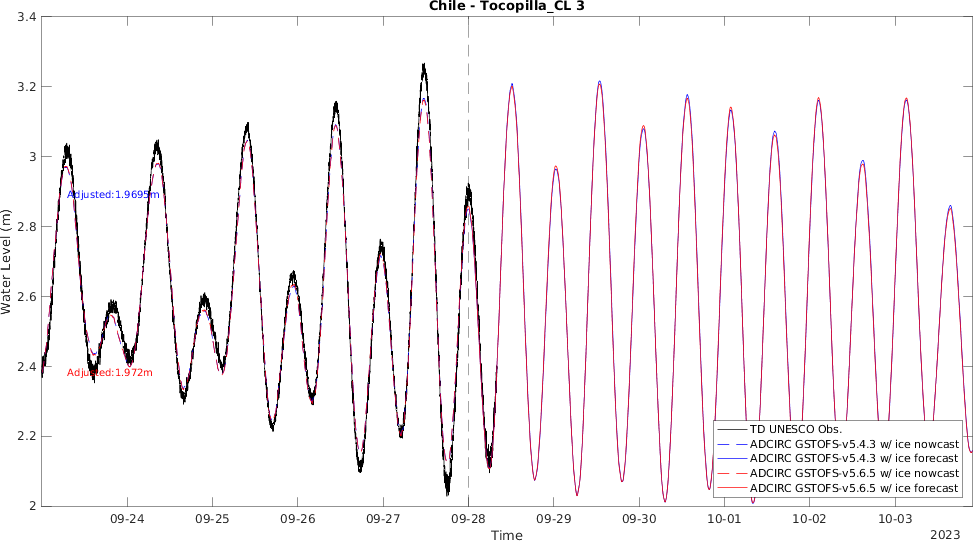 Chile - Tocopilla_CL 3
3.4
3.2
3
2.8
2.6
2.4
2.2
2
Water Level (m)
Adjusted:1.9695m
Adjusted:1.972m
TD UNESCO Obs.
ADCIRC GSTOFS-v5.4.3 w/ ice nowcast
ADCIRC GSTOFS-v5.4.3 w/ ice forecast
ADCIRC GSTOFS-v5.6.5 w/ ice nowcast
ADCIRC GSTOFS-v5.6.5 w/ ice forecast
09-24 09-25 09-26 09-27 09-28 09-29 09-30 10-01 10-02 10-03
Time
2023